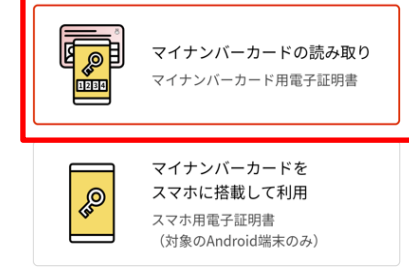 1234
マイナンバーカードの読み取り
マイナンバーカード用電子証明書
マイナンバーカードを
スマホに搭載して利用
スマホ用電子証明書
（対象のAndroid端末のみ）